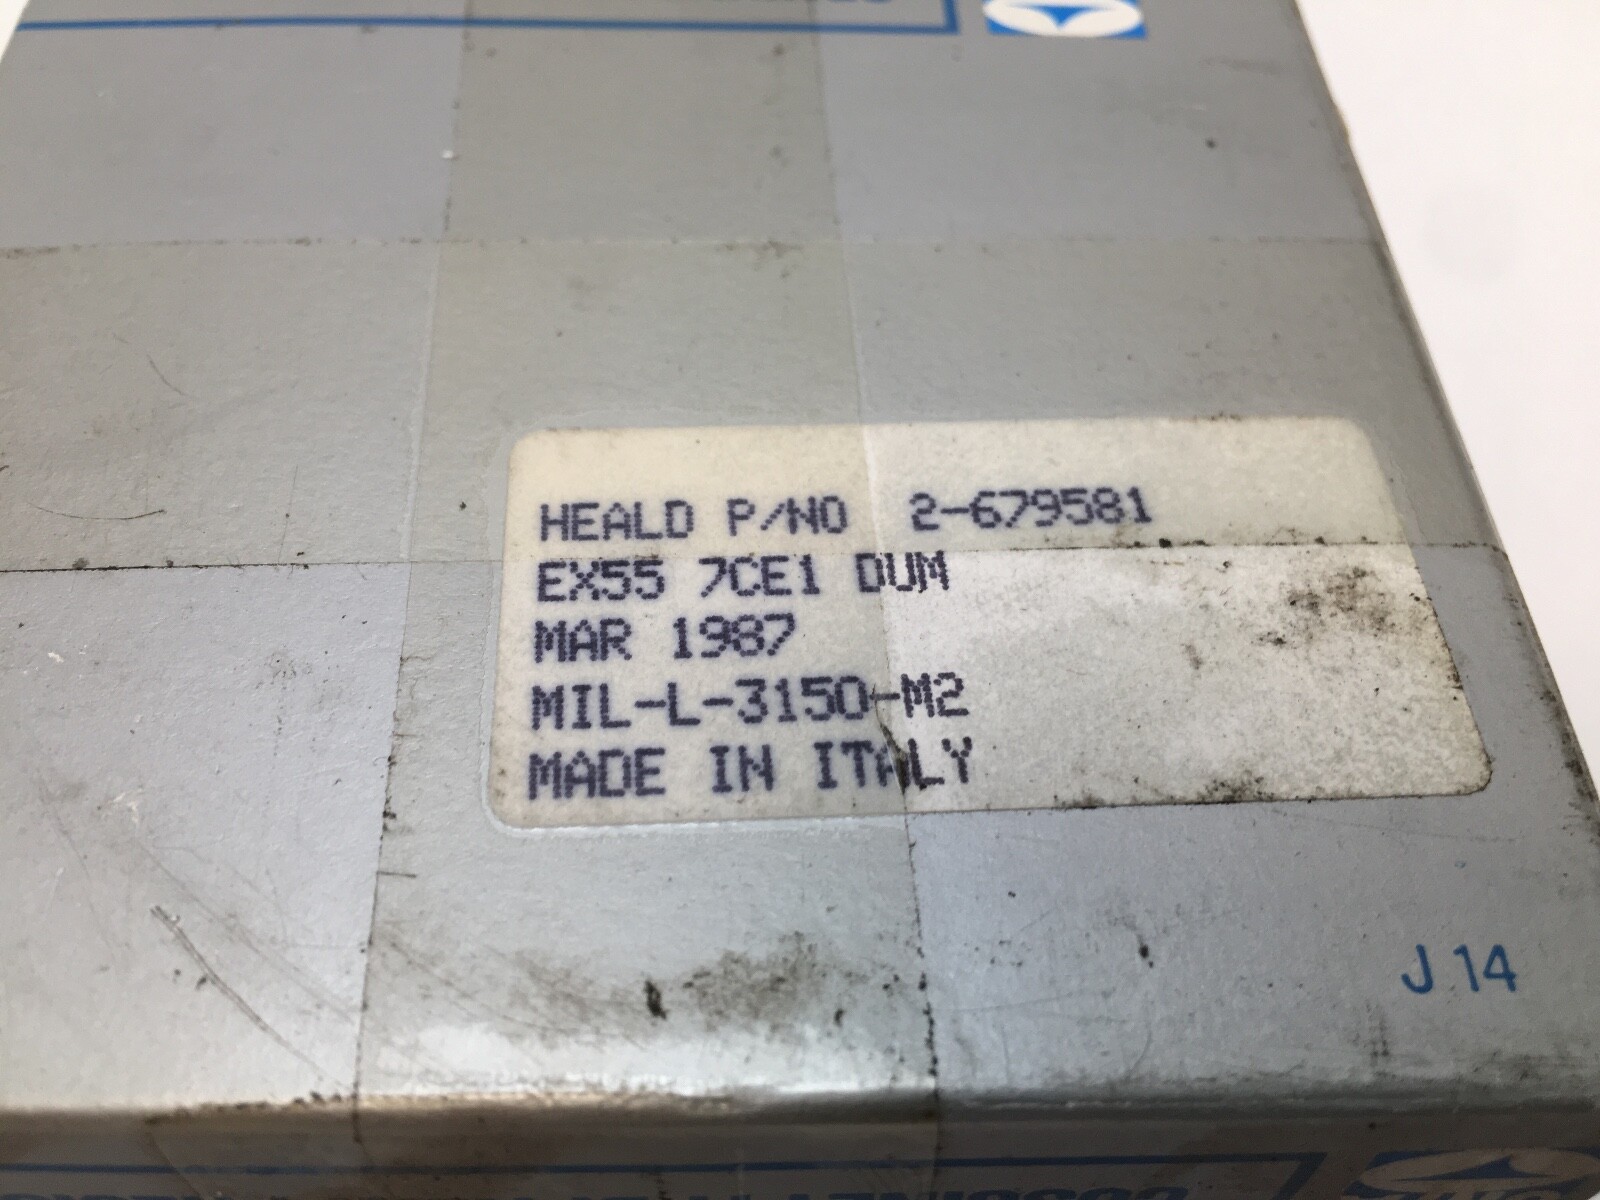 HEALD P/NO 2-679581
EX55 7CE1 DUM
MAR 1987
MIL-L-3150-M2
MADE IN ITALY
J 14